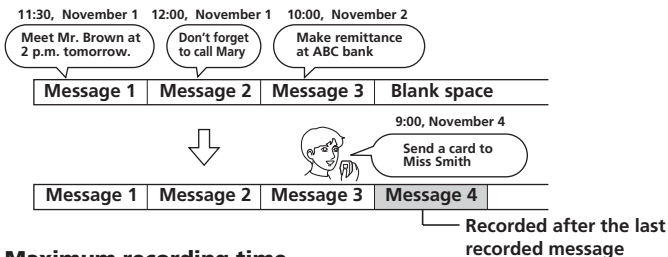 11:30, November 1 12:00, November 1 10:00, November 2
Meet Mr. Brown at
2 p.m. tomorrow.
Don't forget
to call Mary
Make remittance
at ABC bank
Message 1 Message 2 Message 3 Blank space
9:00, November 4
Send a card to
Miss Smith
Message 1 Message 2 Message 3 Message 4
Recorded after the last
recorded message
Maximum recording time